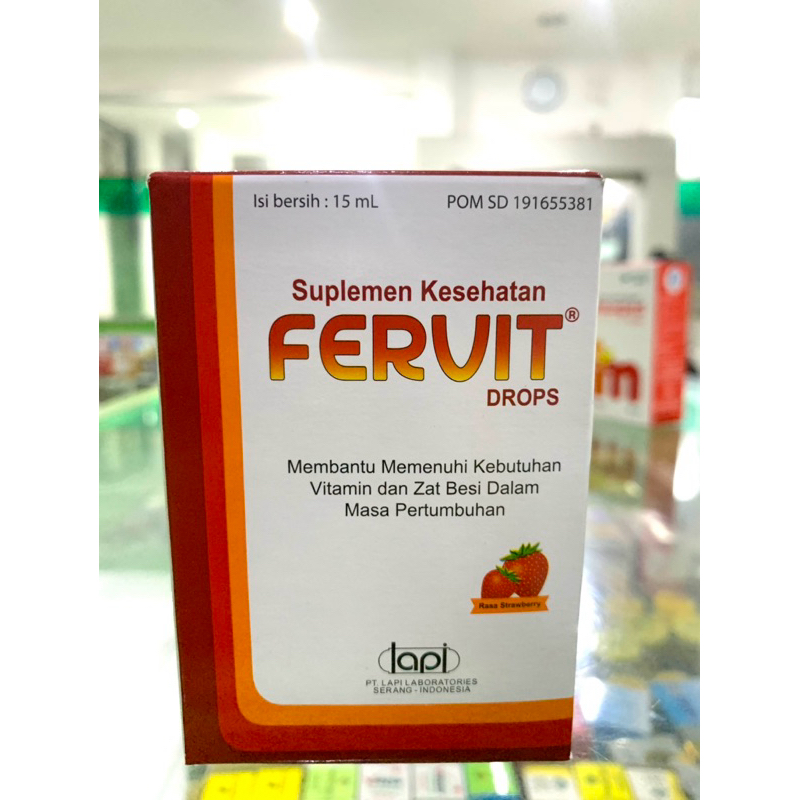 Isi bersih : 15 mL
POM SD 191655381
Suplemen Kesehatan
FERVIT®
DROPS
Membantu Memenuhi Kebutuhan
Vitamin dan Zat Besi Dalam
Masa Pertumbuhan
Rasa Strawberry
lapi
PT. LAPI LABORATORIES
SERANG - INDONESIA